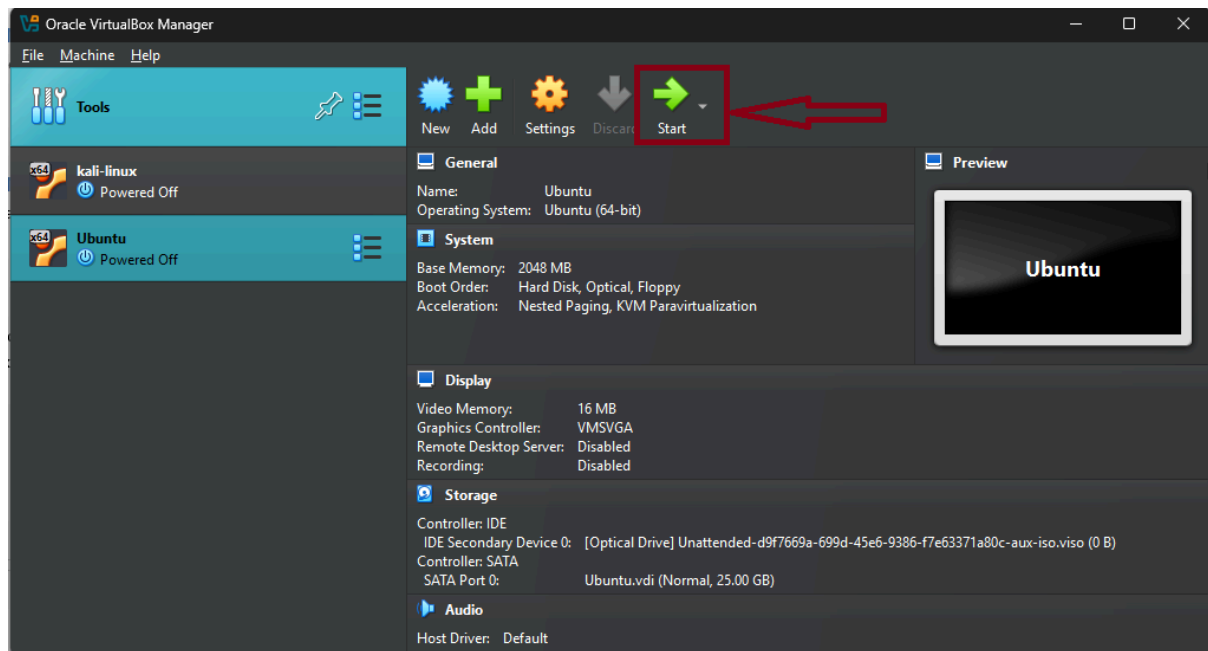 Oracle VirtualBox Manager
File Machine Help
Tools
New Add Settings Discard Start
x64
kali-linux
Powered Off
x64
Ubuntu
Powered Off
General
Name: Ubuntu
Operating System: Ubuntu (64-bit)
System
Base Memory: 2048 MB
Boot Order: Hard Disk, Optical, Floppy
Acceleration: Nested Paging, KVM Paravirtualization
Preview
Ubuntu
Display
Video Memory: 16 MB
Graphics Controller: VMSVGA
Remote Desktop Server: Disabled
Recording: Disabled
Storage
Controller: IDE
IDE Secondary Device 0: [Optical Drive] Unattended-d9f7669a-699d-45e6-9386-f7e63371a80c-aux-iso.viso (0 B)
Controller: SATA
SATA Port 0: Ubuntu.vdi (Normal, 25.00 GB)
Audio
Host Driver: Default